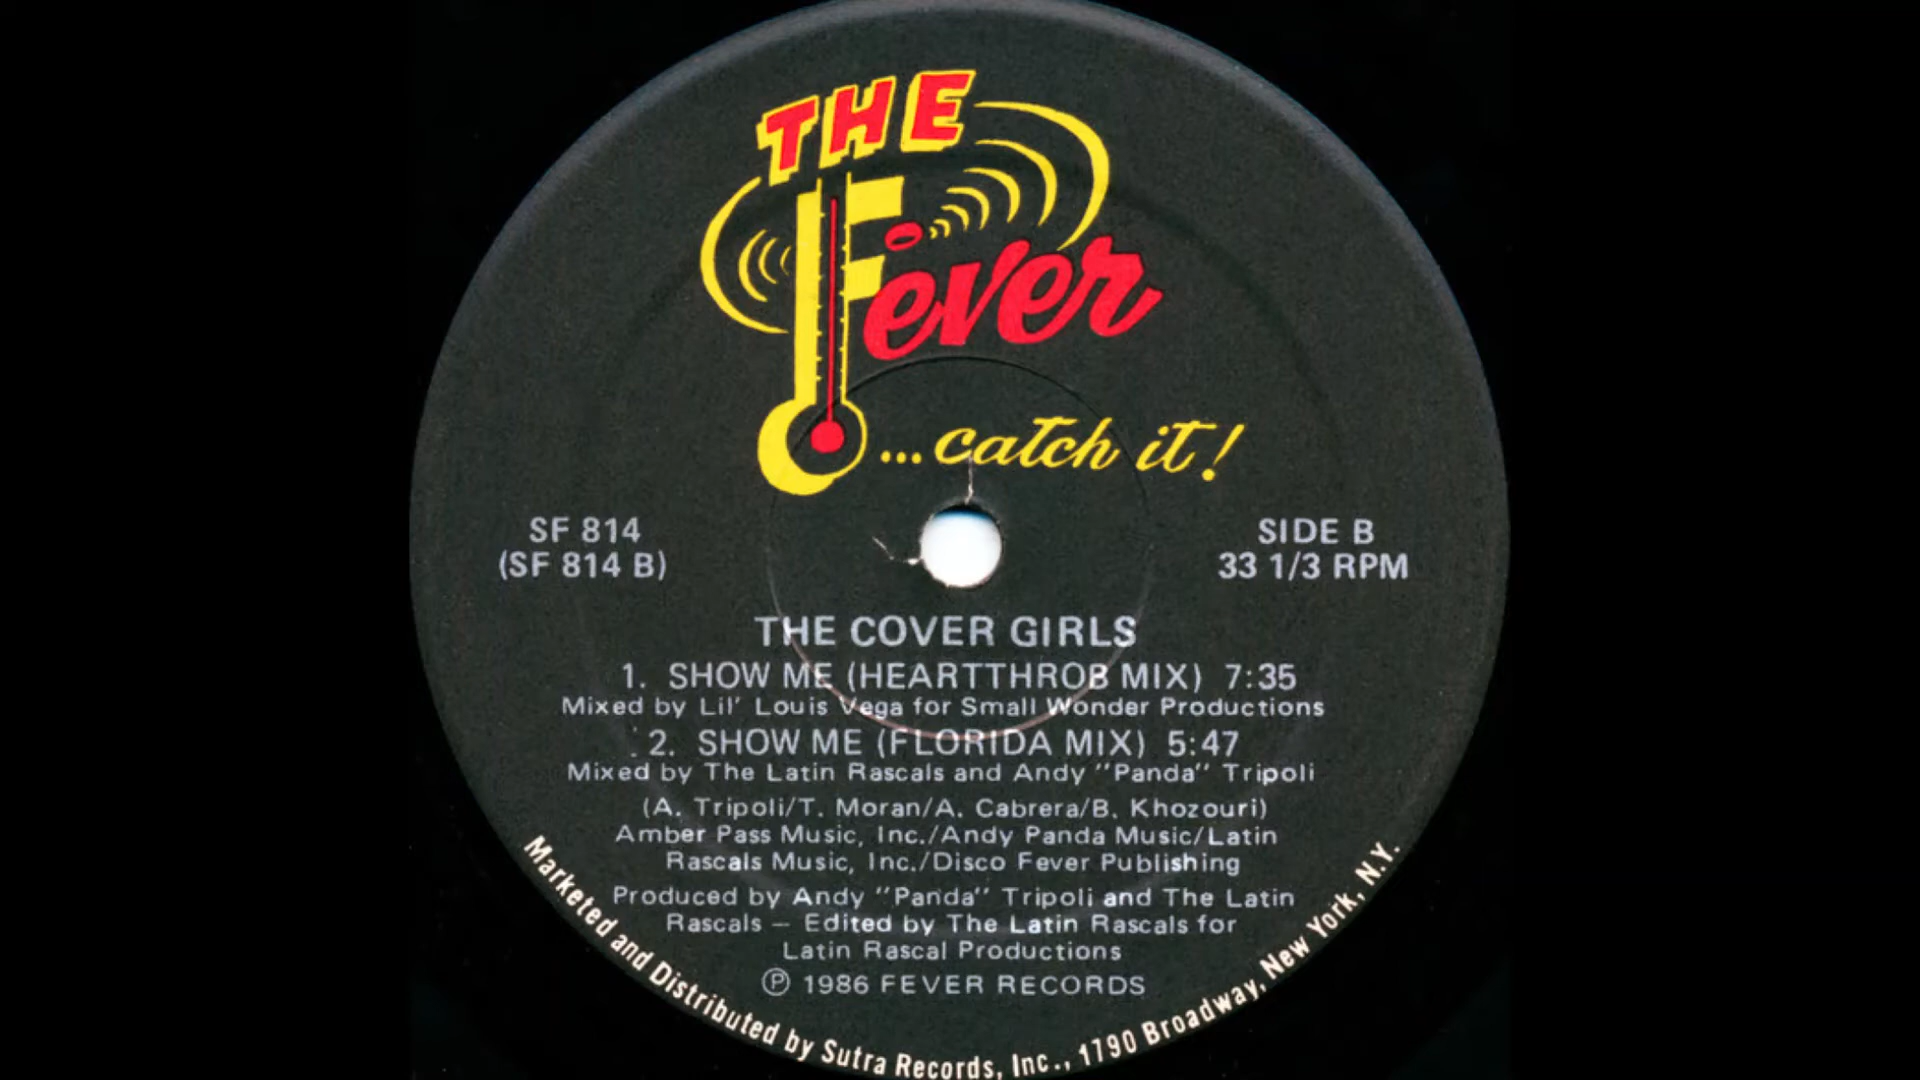 THE
Fever
...catch it!
SF 814
(SF 814 B)
SIDE B
33 1/3 RPM
THE COVER GIRLS
1. SHOW ME (HEARTTHROB MIX) 7:35
Mixed by Lil' Louis Vega for Small Wonder Productions
2. SHOW ME (FLORIDA MIX) 5:47
Mixed by The Latin Rascals and Andy "Panda" Tripoli
(A. Tripoli/T. Moran/A. Cabrera/B. Khozouri)
Amber Pass Music, Inc./Andy Panda Music/Latin
Rascals Music, Inc./Disco Fever Publishing
Produced by Andy "Panda" Tripoli and The Latin
Rascals — Edited by The Latin Rascals for
Latin Rascal Productions
Ⓟ 1986 FEVER RECORDS
Marketed and Distributed by Sutra Records, Inc., 1790 Broadway, New York, N.Y.